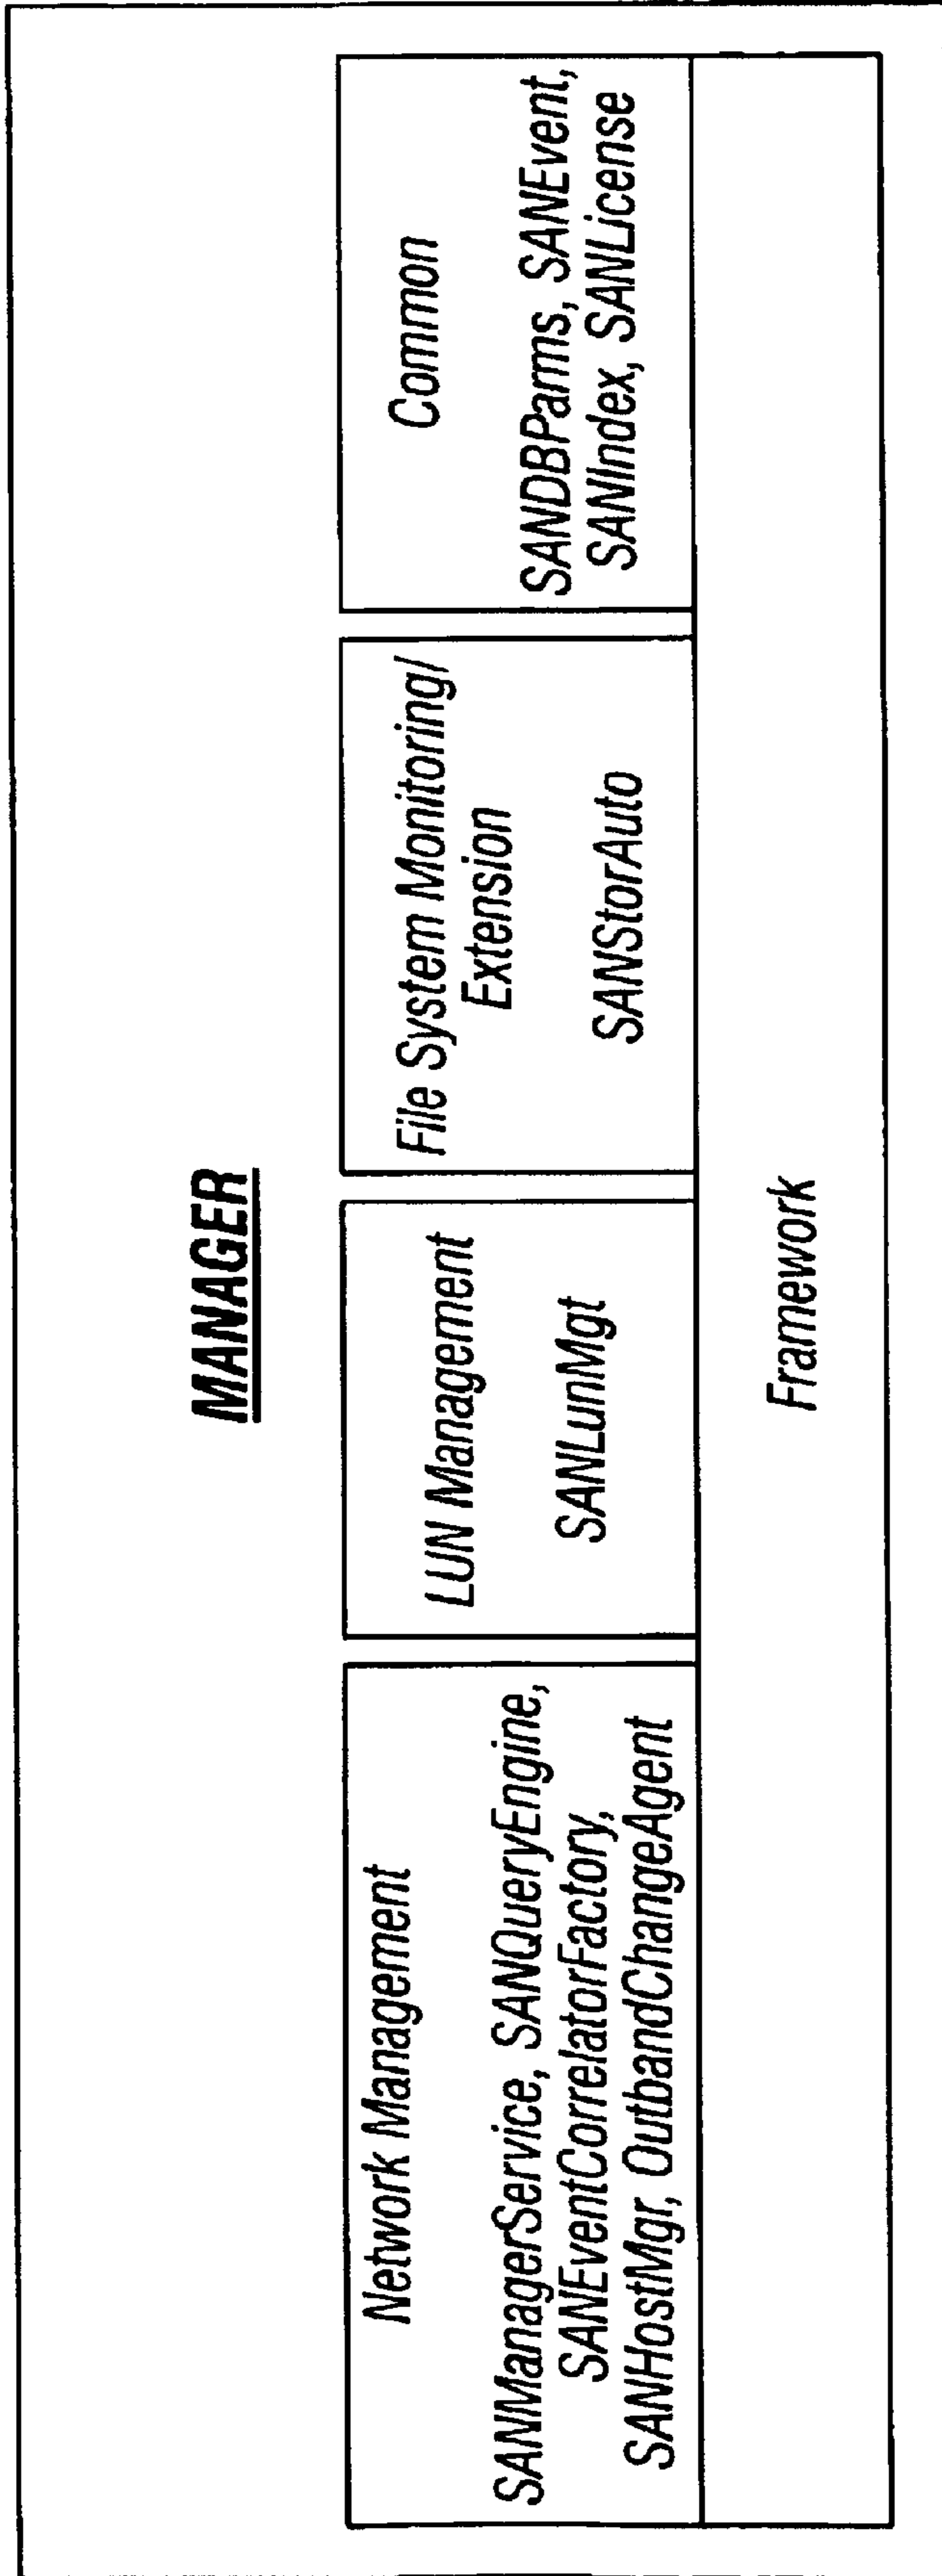 MANAGER
Network Management
SANManagerService, SANQueryEngine,
SANEventCorrelatorFactory,
SANHostMgr, OutbandChangeAgent
LUN Management
SANLunMgt
File System Monitoring/
Extension
SANStorAuto
Common
SANDBParms, SANEvent,
SANIndex, SANLicense
Framework